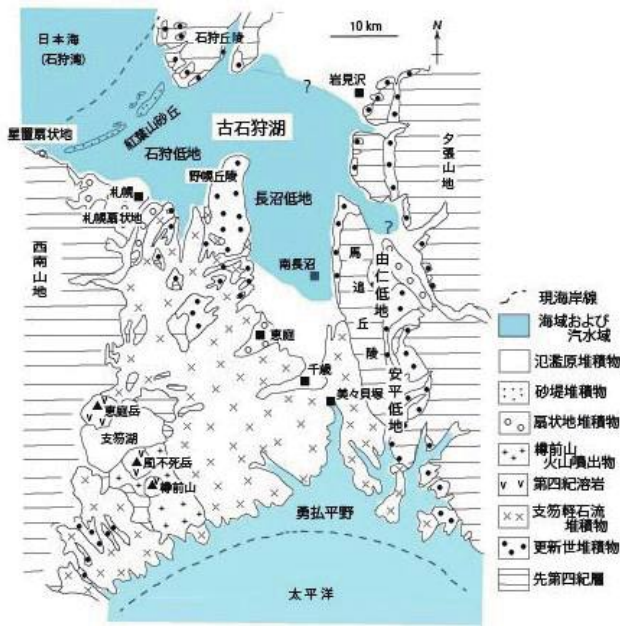 日本海
(石狩湾)
石狩丘陵
10 km
N
?
岩見沢
星置扇状地
紅葉山砂丘
古石狩湖
石狩低地
夕張山地
野幌丘陵
長沼低地
札幌
札幌扇状地
?
西南山地
南長沼
馬追丘陵
由仁低地
恵庭
千歳
美々貝塚
安平低地
恵庭岳
支笏湖
風不死岳
樽前山
勇払平野
太平洋
現海岸線
海域および
汽水域
氾濫原堆積物
砂堤堆積物
扇状地堆積物
樽前山
火山噴出物
第四紀溶岩
支笏軽石流
堆積物
更新世堆積物
先第四紀層